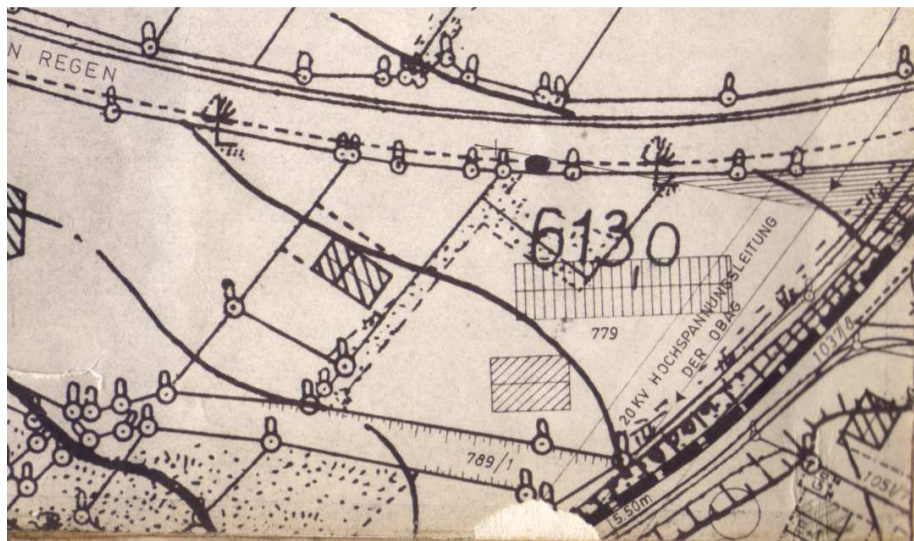 N REGEN
6130
20 KV HOCHSPANNUNGSLEITUNG
DER OBAG
779
1037/8
789/1
5.50m